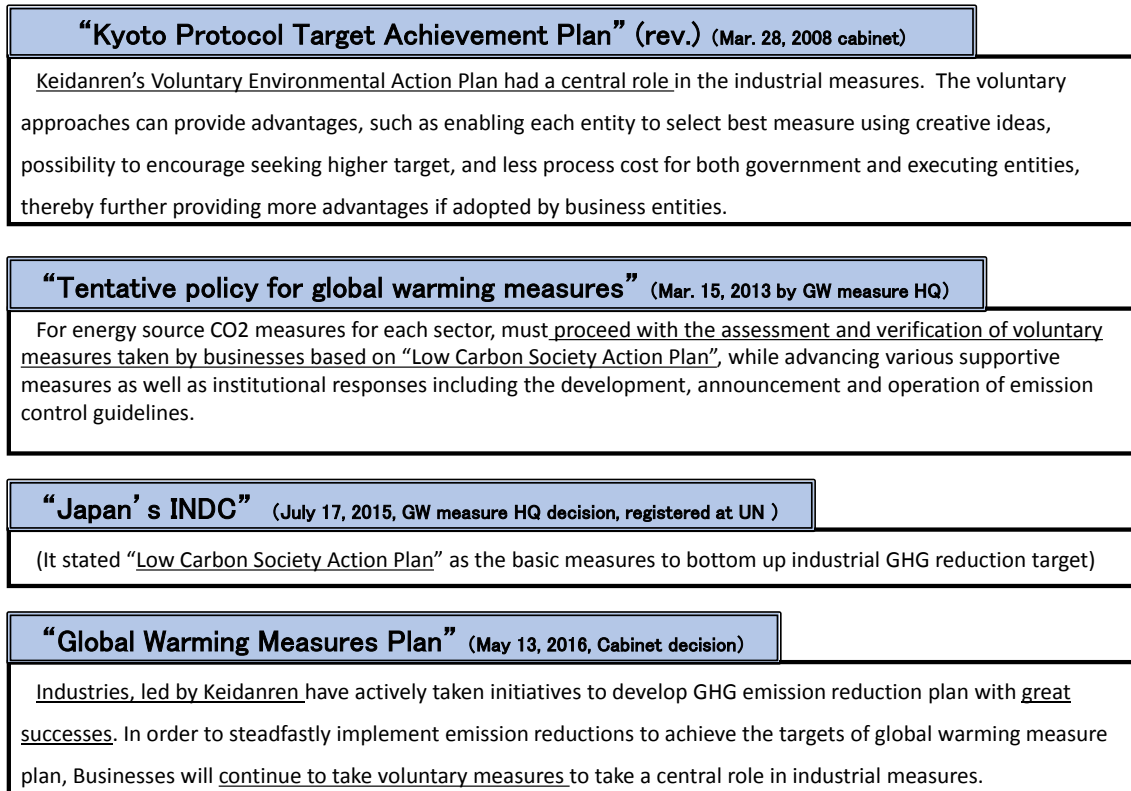 “Kyoto Protocol Target Achievement Plan” (rev.) (Mar. 28, 2008 cabinet)
Keidanren’s Voluntary Environmental Action Plan had a central role in the industrial measures. The voluntary
approaches can provide advantages, such as enabling each entity to select best measure using creative ideas,
possibility to encourage seeking higher target, and less process cost for both government and executing entities,
thereby further providing more advantages if adopted by business entities.
“Tentative policy for global warming measures” (Mar. 15, 2013 by GW measure HQ)
For energy source CO2 measures for each sector, must proceed with the assessment and verification of voluntary
measures taken by businesses based on “Low Carbon Society Action Plan”, while advancing various supportive
measures as well as institutional responses including the development, announcement and operation of emission
control guidelines.
“Japan’s INDC” (July 17, 2015, GW measure HQ decision, registered at UN )
(It stated “Low Carbon Society Action Plan” as the basic measures to bottom up industrial GHG reduction target)
“Global Warming Measures Plan” (May 13, 2016, Cabinet decision)
Industries, led by Keidanren have actively taken initiatives to develop GHG emission reduction plan with great
successes. In order to steadfastly implement emission reductions to achieve the targets of global warming measure
plan, Businesses will continue to take voluntary measures to take a central role in industrial measures.